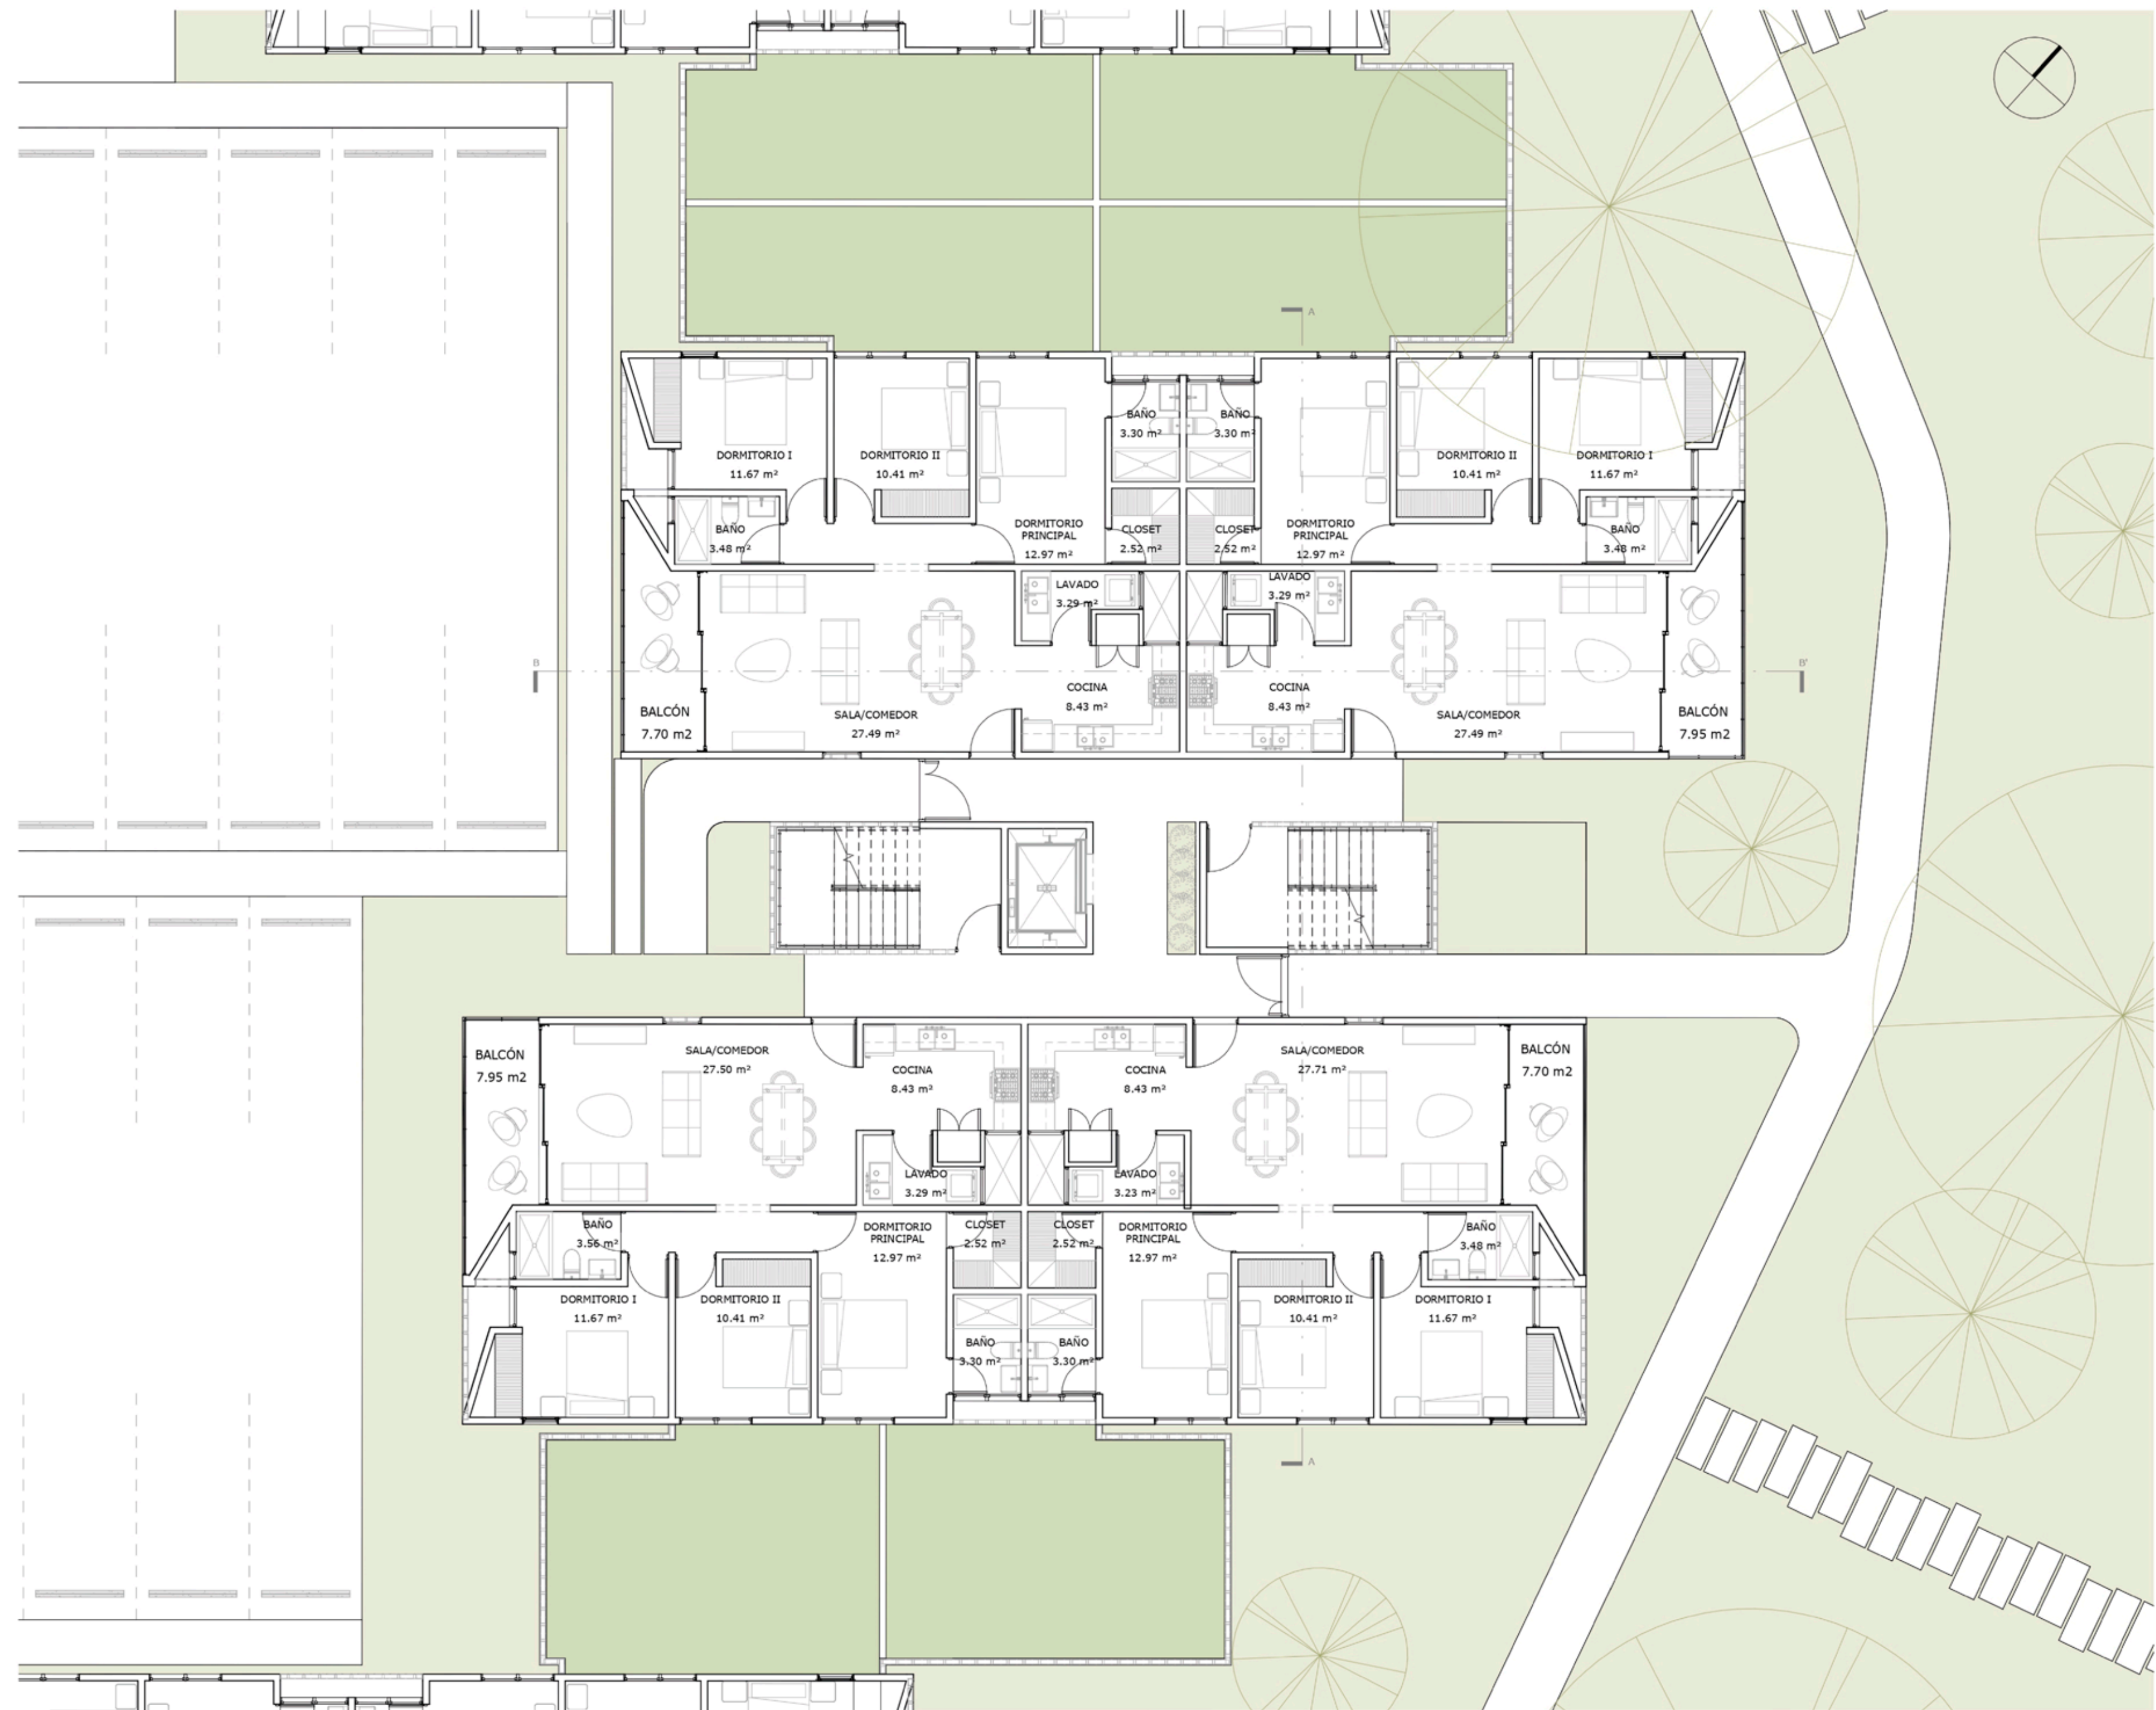 A
BAÑO
3.30 m²
BAÑO
3.30 m²
DORMITORIO I
11.67 m²
DORMITORIO II
10.41 m²
DORMITORIO II
10.41 m²
DORMITORIO I
11.67 m²
BAÑO
3.48 m²
DORMITORIO
PRINCIPAL
12.97 m²
CLOSET
2.52 m²
CLOSET
2.52 m²
DORMITORIO
PRINCIPAL
12.97 m²
BAÑO
3.48 m²
LAVADO
3.29 m²
LAVADO
3.29 m²
B
B'
BALCÓN
7.70 m2
SALA/COMEDOR
27.49 m²
COCINA
8.43 m²
COCINA
8.43 m²
SALA/COMEDOR
27.49 m²
BALCÓN
7.95 m2
BALCÓN
7.95 m2
SALA/COMEDOR
27.50 m²
COCINA
8.43 m²
COCINA
8.43 m²
SALA/COMEDOR
27.71 m²
BALCÓN
7.70 m2
LAVADO
3.29 m²
LAVADO
3.23 m²
BAÑO
3.56 m²
DORMITORIO
PRINCIPAL
12.97 m²
CLOSET
2.52 m²
CLOSET
2.52 m²
DORMITORIO
PRINCIPAL
12.97 m²
BAÑO
3.48 m²
DORMITORIO I
11.67 m²
DORMITORIO II
10.41 m²
DORMITORIO II
10.41 m²
DORMITORIO I
11.67 m²
BAÑO
3.30 m²
BAÑO
3.30 m²
A